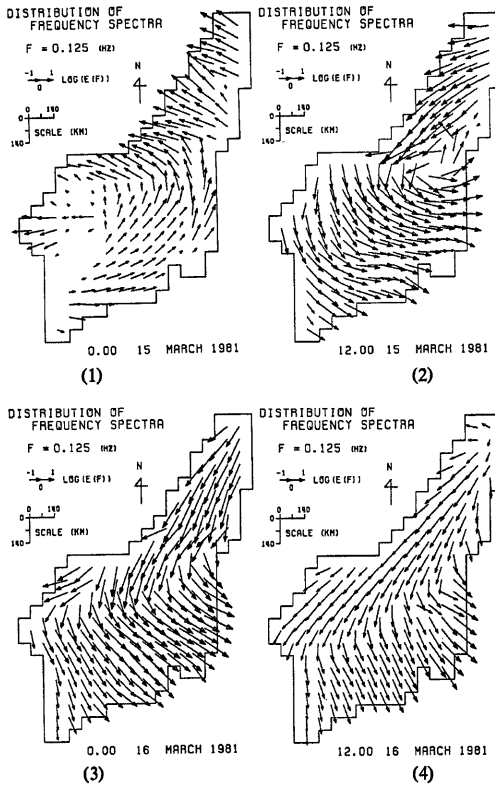 DISTRIBUTION OF
FREQUENCY SPECTRA
F = 0.125 (HZ)
-1 1 LOG(E(F))
0
N
0 140
SCALE (KM)
140
0.00 15 MARCH 1981
(1)
DISTRIBUTION OF
FREQUENCY SPECTRA
F = 0.125 (HZ)
-1 1 LOG(E(F))
0
N
0 140
SCALE (KM)
140
12.00 15 MARCH 1981
(2)
DISTRIBUTION OF
FREQUENCY SPECTRA
F = 0.125 (HZ)
-1 1 LOG(E(F))
0
N
0 140
SCALE (KM)
140
0.00 16 MARCH 1981
(3)
DISTRIBUTION OF
FREQUENCY SPECTRA
F = 0.125 (HZ)
-1 1 LOG(E(F))
0
N
0 140
SCALE (KM)
140
12.00 16 MARCH 1981
(4)